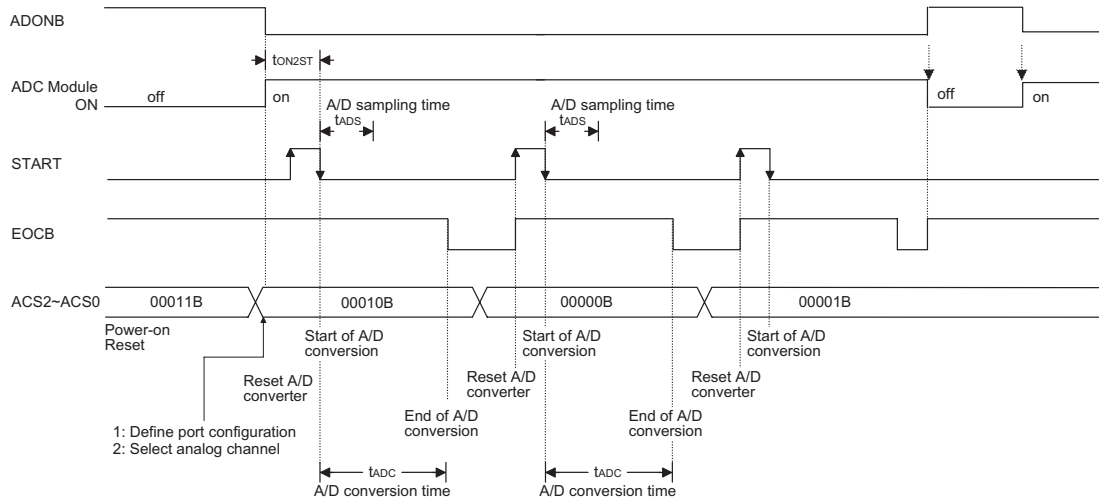 ADONB
tON2ST
ADC Module
ON
off
on
off
on
A/D sampling time
tADS
A/D sampling time
tADS
START
EOCB
ACS2~ACS0
00011B
00010B
00000B
00001B
Power-on
Reset
Start of A/D
conversion
Start of A/D
conversion
Start of A/D
conversion
Reset A/D
converter
Reset A/D
converter
Reset A/D
converter
End of A/D
conversion
End of A/D
conversion
1: Define port configuration
2: Select analog channel
tADC
A/D conversion time
tADC
A/D conversion time